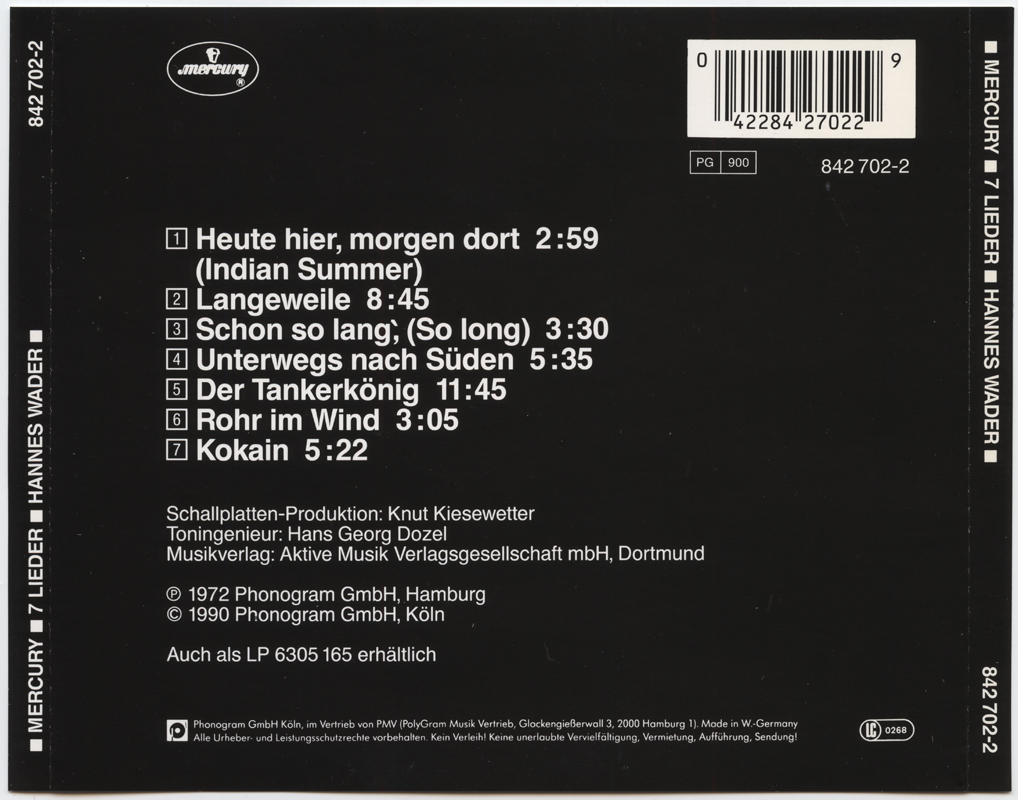 842 702-2
■ MERCURY ■ 7 LIEDER ■ HANNES WADER ■
mercury
®
0 42284 27022 9
PG 900
842 702-2
1 Heute hier, morgen dort 2:59
(Indian Summer)
2 Langeweile 8:45
3 Schon so lang', (So long) 3:30
4 Unterwegs nach Süden 5:35
5 Der Tankerkönig 11:45
6 Rohr im Wind 3:05
7 Kokain 5:22
Schallplatten-Produktion: Knut Kiesewetter
Toningenieur: Hans Georg Dozel
Musikverlag: Aktive Musik Verlagsgesellschaft mbH, Dortmund
℗ 1972 Phonogram GmbH, Hamburg
© 1990 Phonogram GmbH, Köln
Auch als LP 6305 165 erhältlich
Phonogram GmbH Köln, im Vertrieb von PMV (PolyGram Musik Vertrieb, Glockengießerwall 3, 2000 Hamburg 1). Made in W.-Germany
Alle Urheber- und Leistungsschutzrechte vorbehalten. Kein Verleih! Keine unerlaubte Vervielfältigung, Vermietung, Aufführung, Sendung!
LC 0268
■ MERCURY ■ 7 LIEDER ■ HANNES WADER ■
842 702-2